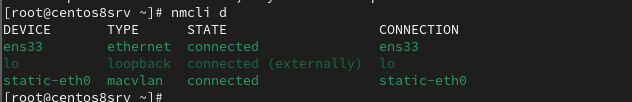 [root@centos8srv ~]# nmcli d
DEVICE TYPE STATE CONNECTION
ens33 ethernet connected ens33
lo loopback connected (externally) lo
static-eth0 macvlan connected static-eth0
[root@centos8srv ~]#